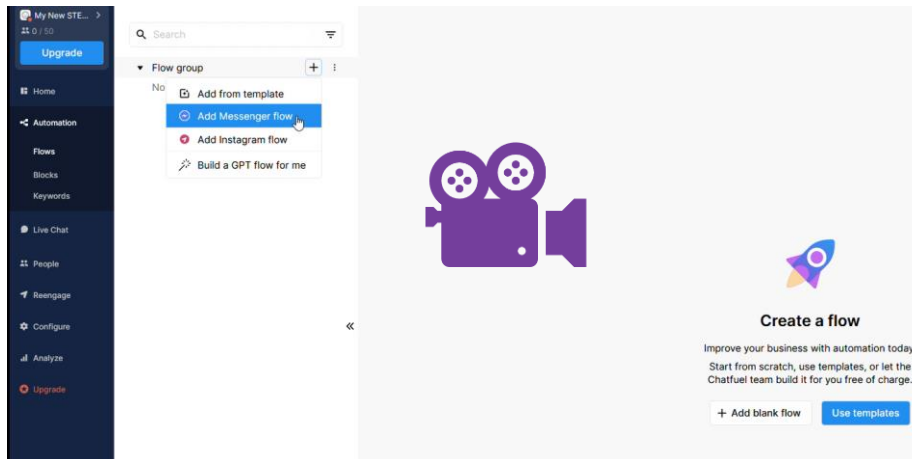 My New STE... >
0 / 50
Upgrade
Home
Automation
Flows
Blocks
Keywords
Live Chat
People
Reengage
Configure
Analyze
Upgrade
Search
Flow group
No
Add from template
Add Messenger flow
Add Instagram flow
Build a GPT flow for me
Create a flow
Improve your business with automation today
Start from scratch, use templates, or let the
Chatfuel team build it for you free of charge.
+ Add blank flow
Use templates